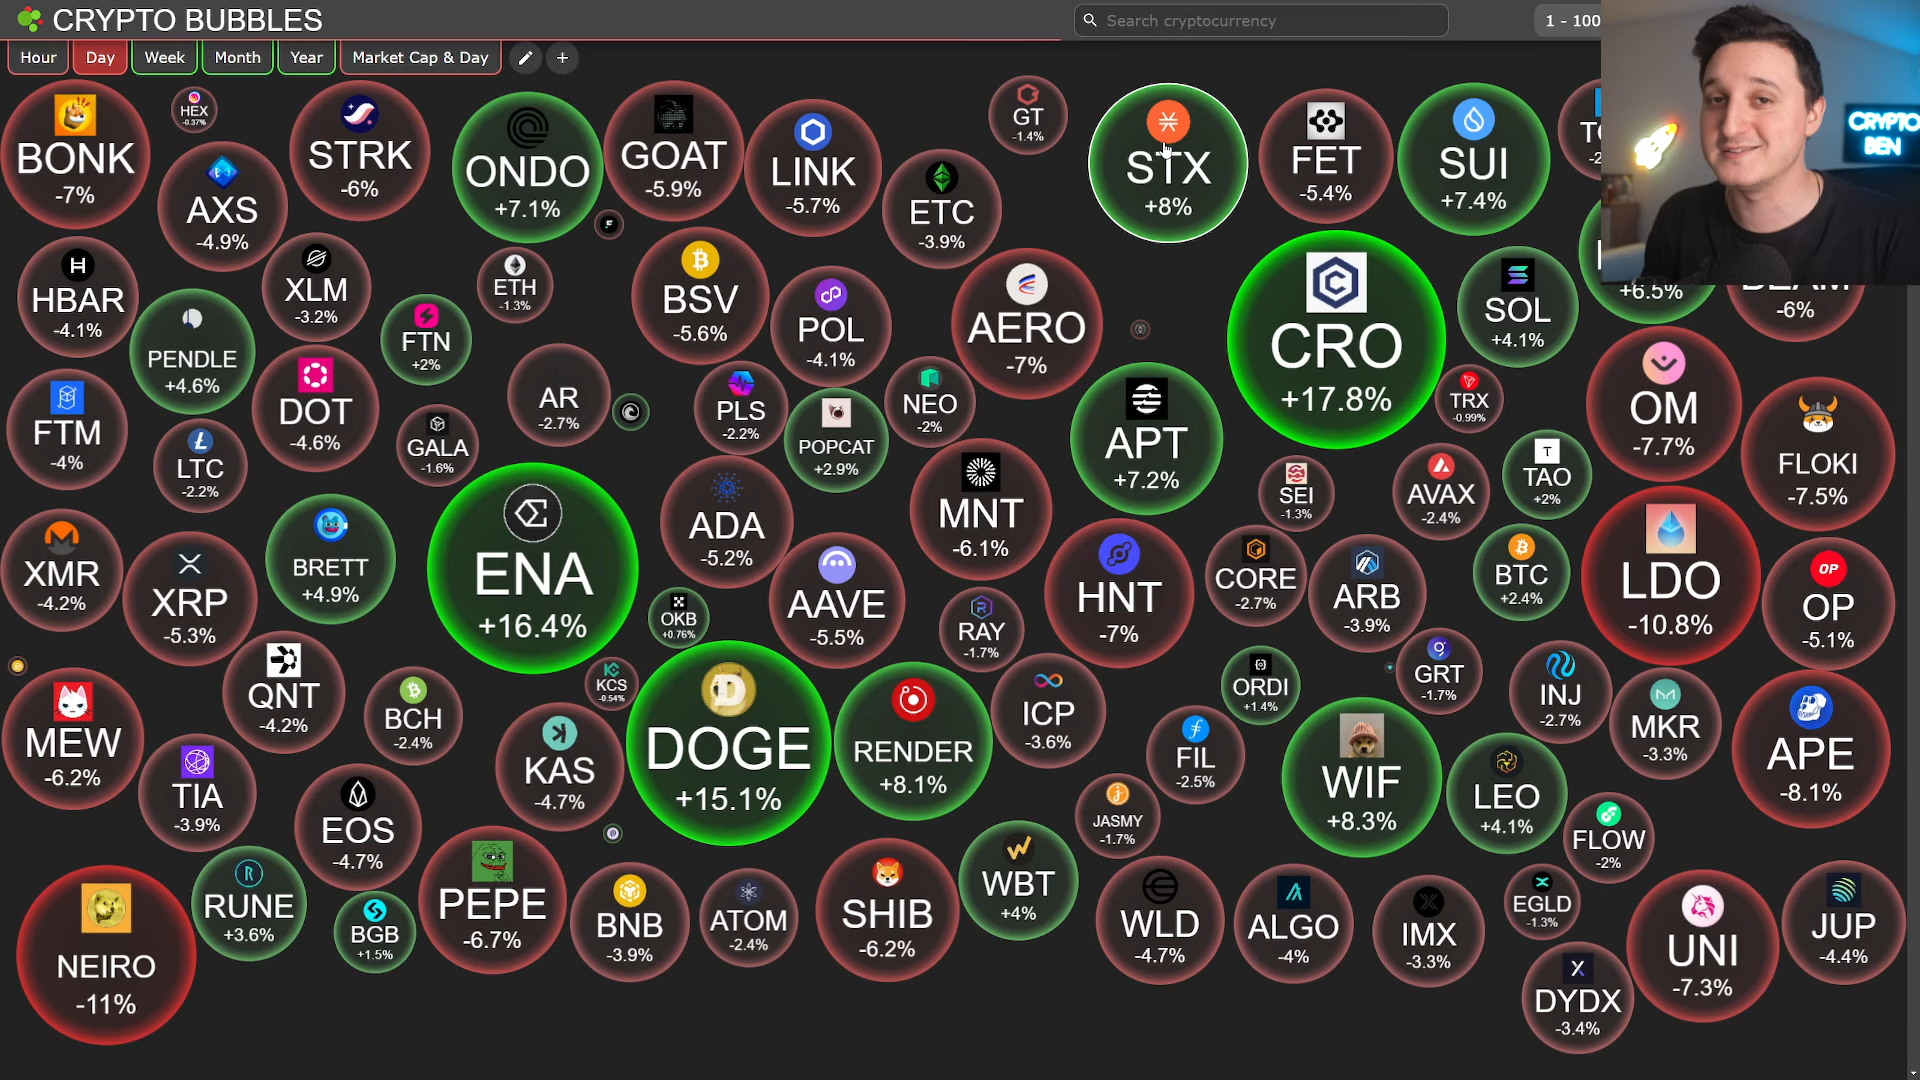 CRYPTO BUBBLES
Search cryptocurrency
1 - 100
Hour
Day
Week
Month
Year
Market Cap & Day
CRYPTO
BEN
BONK
-7%
HEX
-0.37%
STRK
-6%
ONDO
+7.1%
GOAT
-5.9%
LINK
-5.7%
GT
-1.4%
STX
+8%
FET
-5.4%
SUI
+7.4%
AXS
-4.9%
ETC
-3.9%
HBAR
-4.1%
XLM
-3.2%
ETH
-1.3%
BSV
-5.6%
POL
-4.1%
AERO
-7%
CRO
+17.8%
SOL
+4.1%
+6.5%
-6%
PENDLE
+4.6%
FTN
+2%
FTM
-4%
DOT
-4.6%
AR
-2.7%
PLS
-2.2%
NEO
-2%
APT
+7.2%
TRX
-0.99%
OM
-7.7%
FLOKI
-7.5%
LTC
-2.2%
GALA
-1.6%
POPCAT
+2.9%
MNT
-6.1%
SEI
-1.3%
AVAX
-2.4%
TAO
+2%
XMR
-4.2%
XRP
-5.3%
BRETT
+4.9%
ENA
+16.4%
ADA
-5.2%
AAVE
-5.5%
HNT
-7%
CORE
-2.7%
ARB
-3.9%
BTC
+2.4%
LDO
-10.8%
OP
OP
-5.1%
OKB
+0.76%
RAY
-1.7%
MEW
-6.2%
QNT
-4.2%
BCH
-2.4%
KCS
-0.54%
DOGE
+15.1%
RENDER
+8.1%
ICP
-3.6%
ORDI
+1.4%
GRT
-1.7%
INJ
-2.7%
MKR
-3.3%
APE
-8.1%
TIA
-3.9%
EOS
-4.7%
KAS
-4.7%
FIL
-2.5%
WIF
+8.3%
LEO
+4.1%
JASMY
-1.7%
FLOW
-2%
NEIRO
-11%
RUNE
+3.6%
BGB
+1.5%
PEPE
-6.7%
BNB
-3.9%
ATOM
-2.4%
SHIB
-6.2%
WBT
+4%
WLD
-4.7%
ALGO
-4%
IMX
-3.3%
EGLD
-1.3%
DYDX
-3.4%
UNI
-7.3%
JUP
-4.4%